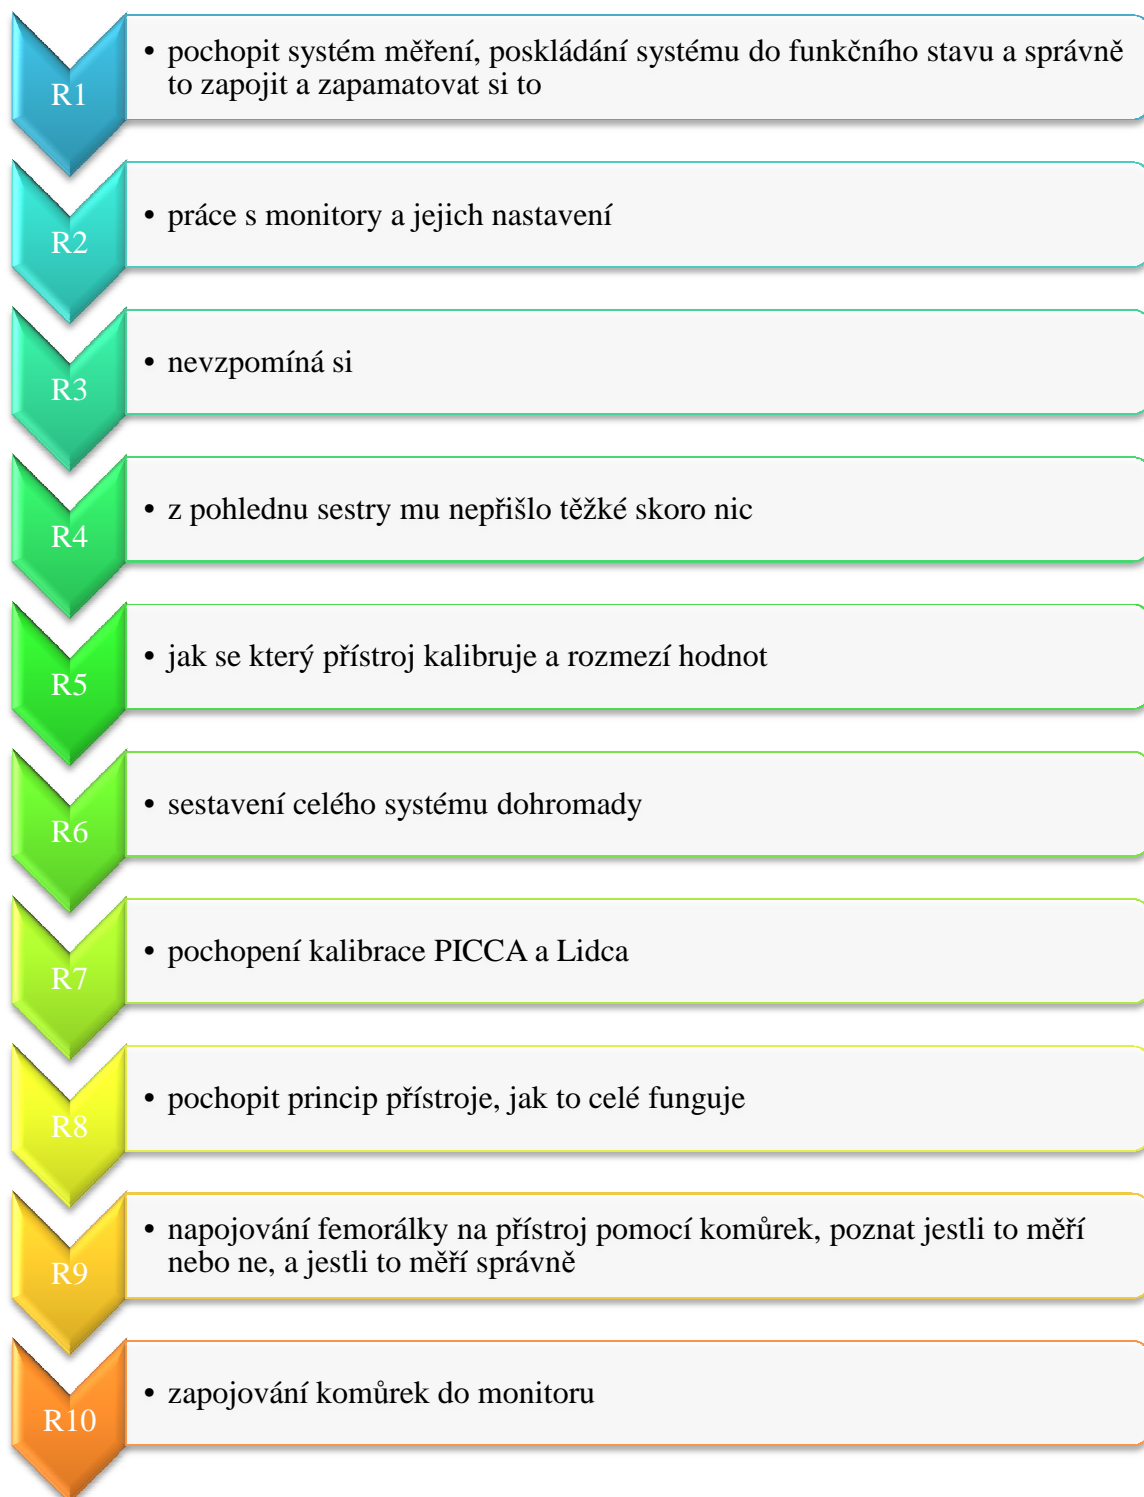 R1
• pochopit systém měření, poskládání systému do funkčního stavu a správně
to zapojit a zapamatovat si to
R2
• práce s monitory a jejich nastavení
R3
• nevzpomíná si
R4
• z pohlednu sestry mu nepřišlo těžké skoro nic
R5
• jak se který přístroj kalibruje a rozmezí hodnot
R6
• sestavení celého systému dohromady
R7
• pochopení kalibrace PICCA a Lidca
R8
• pochopit princip přístroje, jak to celé funguje
R9
• napojování femorálky na přístroj pomocí komůrek, poznat jestli to měří
nebo ne, a jestli to měří správně
R10
• zapojování komůrek do monitoru